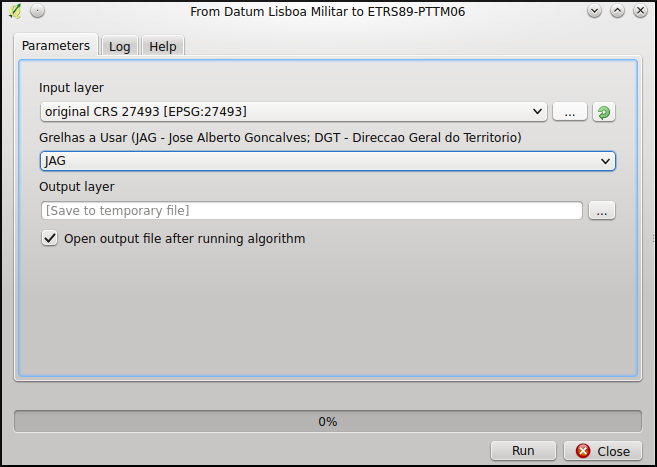 From Datum Lisboa Militar to ETRS89-PTTM06
Parameters Log Help
Input layer
original CRS 27493 [EPSG:27493] ...
Grelhas a Usar (JAG - Jose Alberto Goncalves; DGT - Direccao Geral do Territorio)
JAG
Output layer
[Save to temporary file] ...
Open output file after running algorithm
0%
Run Close